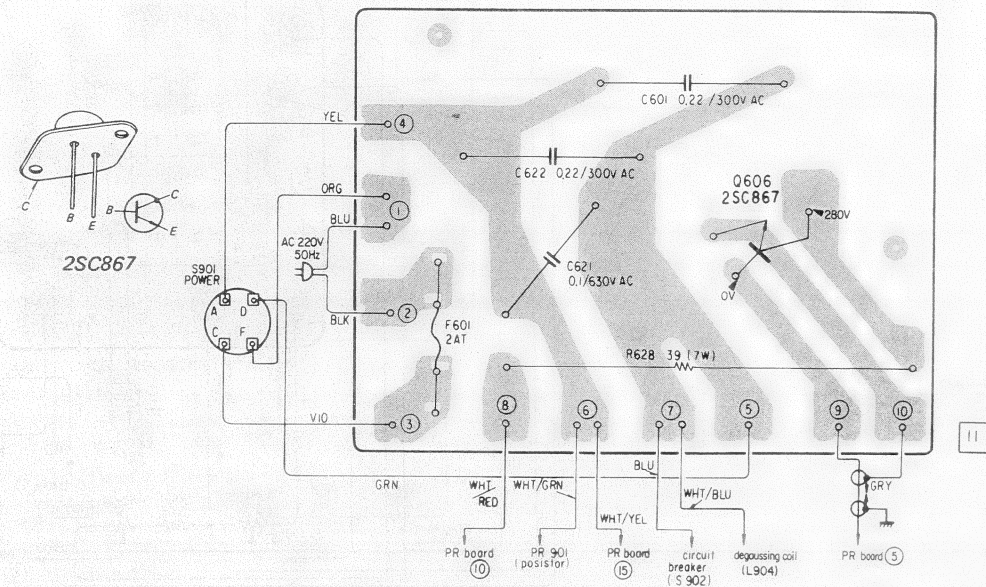 C601 0.22/300V AC
YEL
4
C622 0.22/300V AC
Q606
2SC867
C
B
E
B
C
E
2SC867
ORG
1
BLU
280V
AC 220V
50Hz
S901
POWER
C621
0.1/630V AC
0V
A
D
C
F
BLK
2
F601
2AT
R628 39 (7W)
VIO
3
8
6
7
5
9
10
11
GRN
WHT/
RED
WHT/GRN
BLU
WHT/BLU
GRY
WHT/YEL
PR board
10
PR 901
(posistor)
PR board
15
circuit
breaker
(S 902)
degaussing coil
(L904)
PR board 5